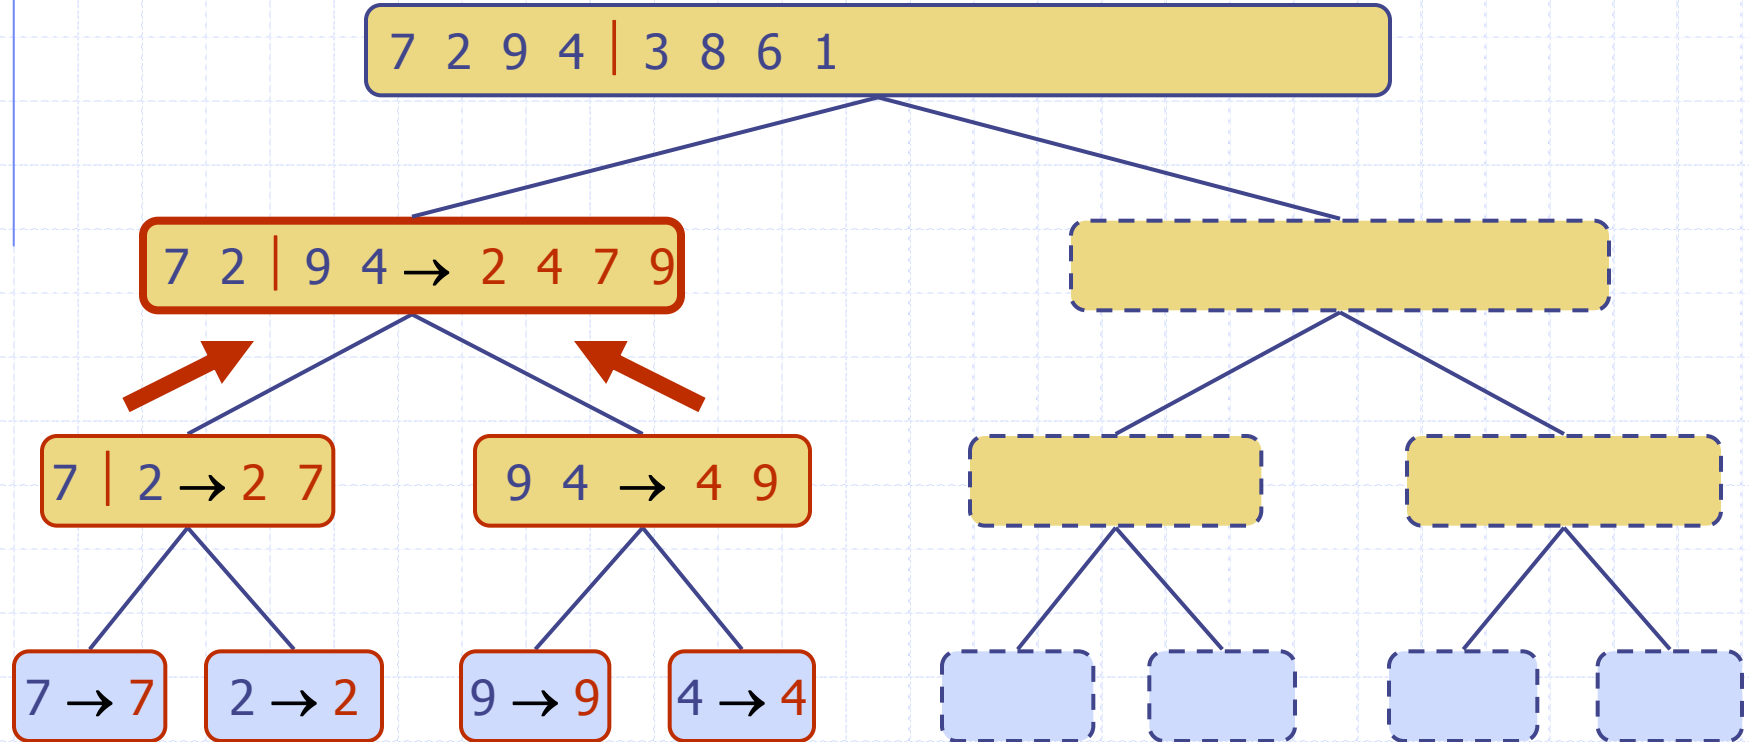 7 2 9 4 | 3 8 6 1
7 2 | 9 4 → 2 4 7 9
7 | 2 → 2 7
9 4 → 4 9
7 → 7
2 → 2
9 → 9
4 → 4